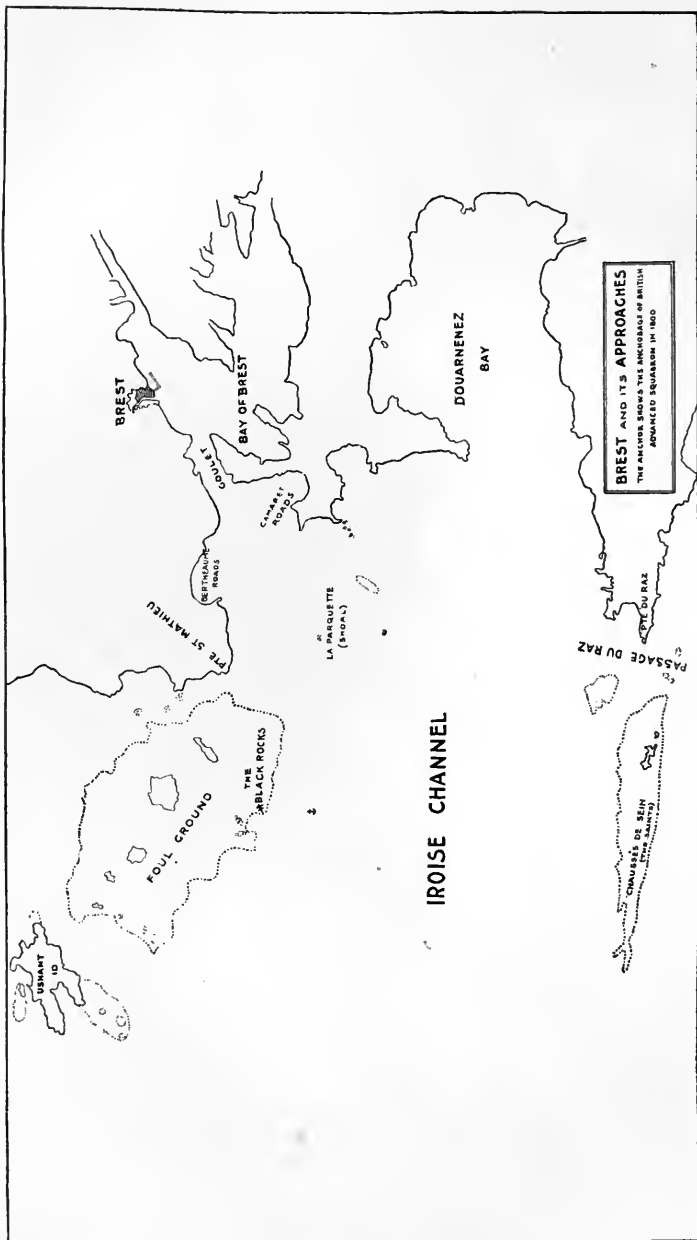 BREST
BAY OF BREST
GOULET
CAMARET
ROADS
BERTHEAUME
ROADS
PTE ST MATHIEU
DOUARNENEZ
BAY
LA PARQUETTE
(SHOAL)
THE
BLACK ROCKS
FOUL GROUND
USHANT
ID
IROISE CHANNEL
PASSAGE DU RAZ
PTE DU RAZ
CHAUSSÉS DE SEIN
(THE SAINTS)
BREST AND ITS APPROACHES
THE ANCHOR SHOWS THE ANCHORAGE OF BRITISH
ADVANCED SQUADRON IN 1800